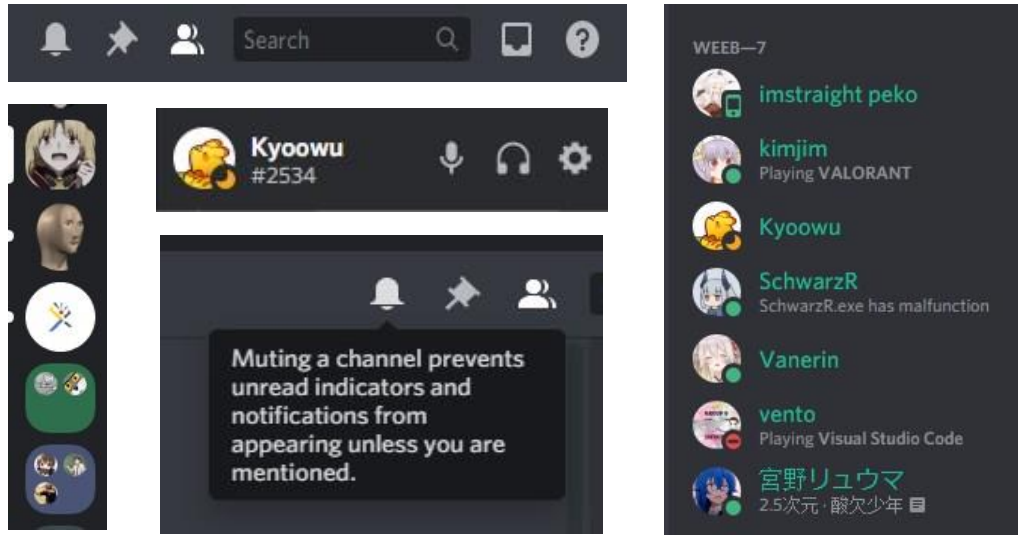 Search
Kyoowu
#2534
Muting a channel prevents
unread indicators and
notifications from
appearing unless you are
mentioned.
WEEB—7
imstraight peko
kimjim
Playing VALORANT
Kyoowu
SchwarzR
SchwarzR.exe has malfunction
Vanerin
vento
Playing Visual Studio Code
宮野リュウマ
2.5次元·酸欠少年